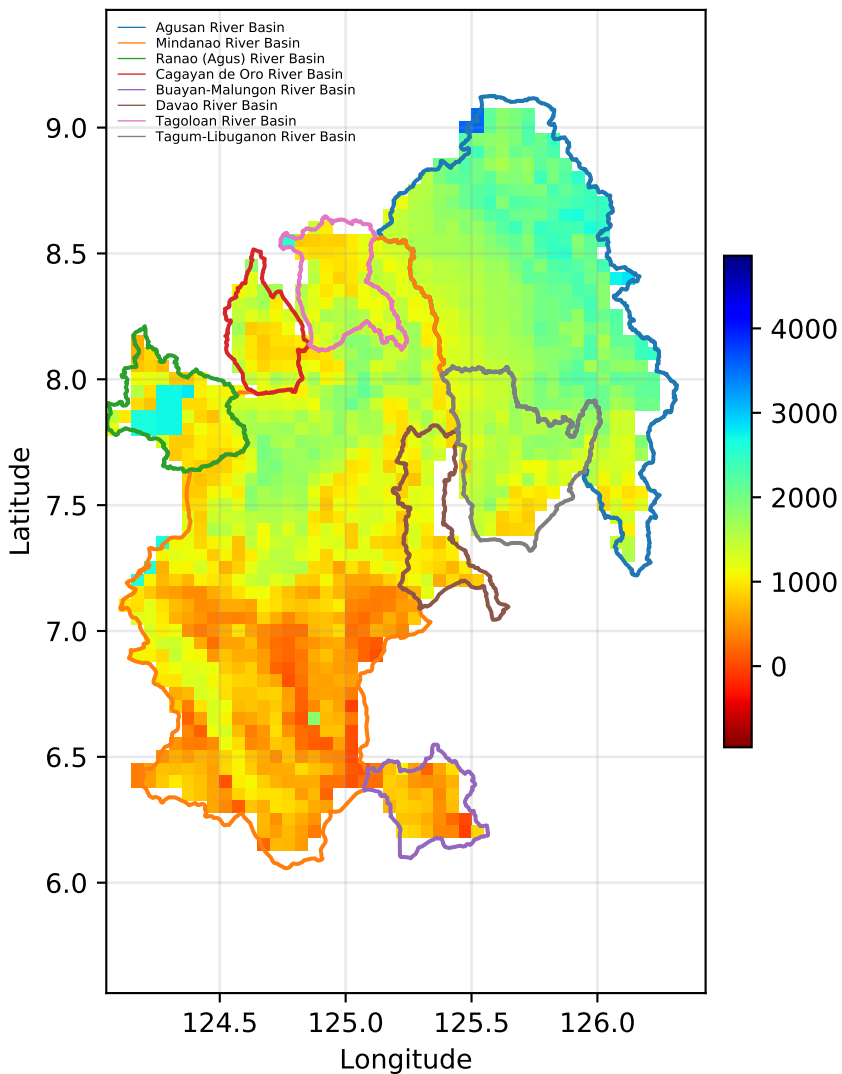 Agusan River Basin
Mindanao River Basin
Ranao (Agus) River Basin
Cagayan de Oro River Basin
Buayan-Malungon River Basin
Davao River Basin
Tagoloan River Basin
Tagum-Libuganon River Basin
9.0
8.5
8.0
7.5
7.0
6.5
6.0
Latitude
124.5 125.0 125.5 126.0
Longitude
4000
3000
2000
1000
0